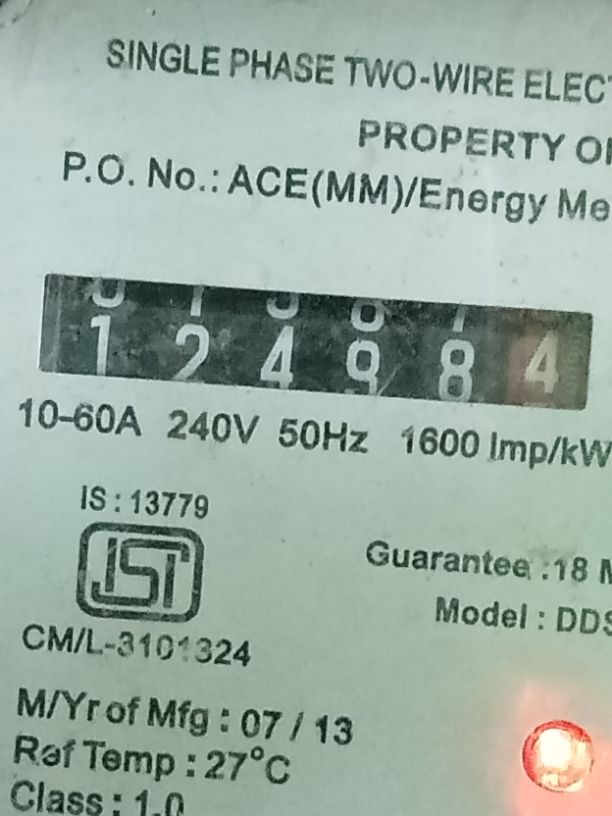 SINGLE PHASE TWO-WIRE ELEC
PROPERTY
P.O. No.: ACE(MM)/Energy Me
1 2 4 9 8 4
10-60A 240V 50Hz 1600 Imp/kW
IS : 13779
ISI
CM/L-3101324
Guarantee :18
Model : DDS
M/Yr of Mfg : 07 / 13
Ref Temp : 27°C
Class : 1.0